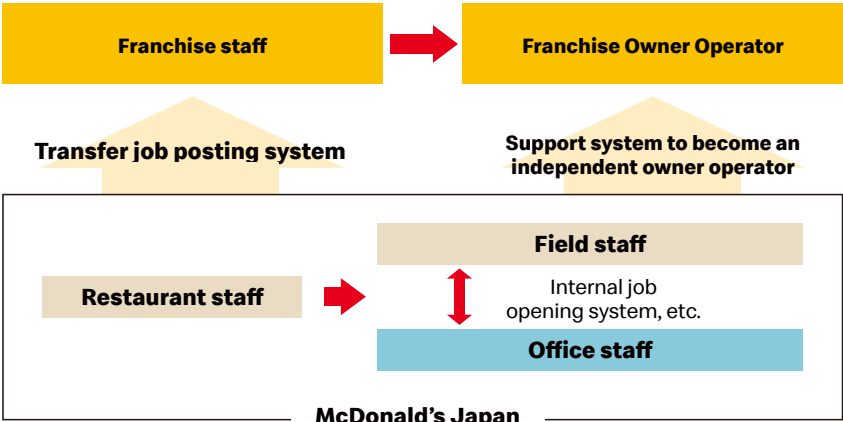 Franchise staff
Franchise Owner Operator
Transfer job posting system
Support system to become an
independent owner operator
Field staff
Restaurant staff
Internal job
opening system, etc.
Office staff
McDonald's Japan